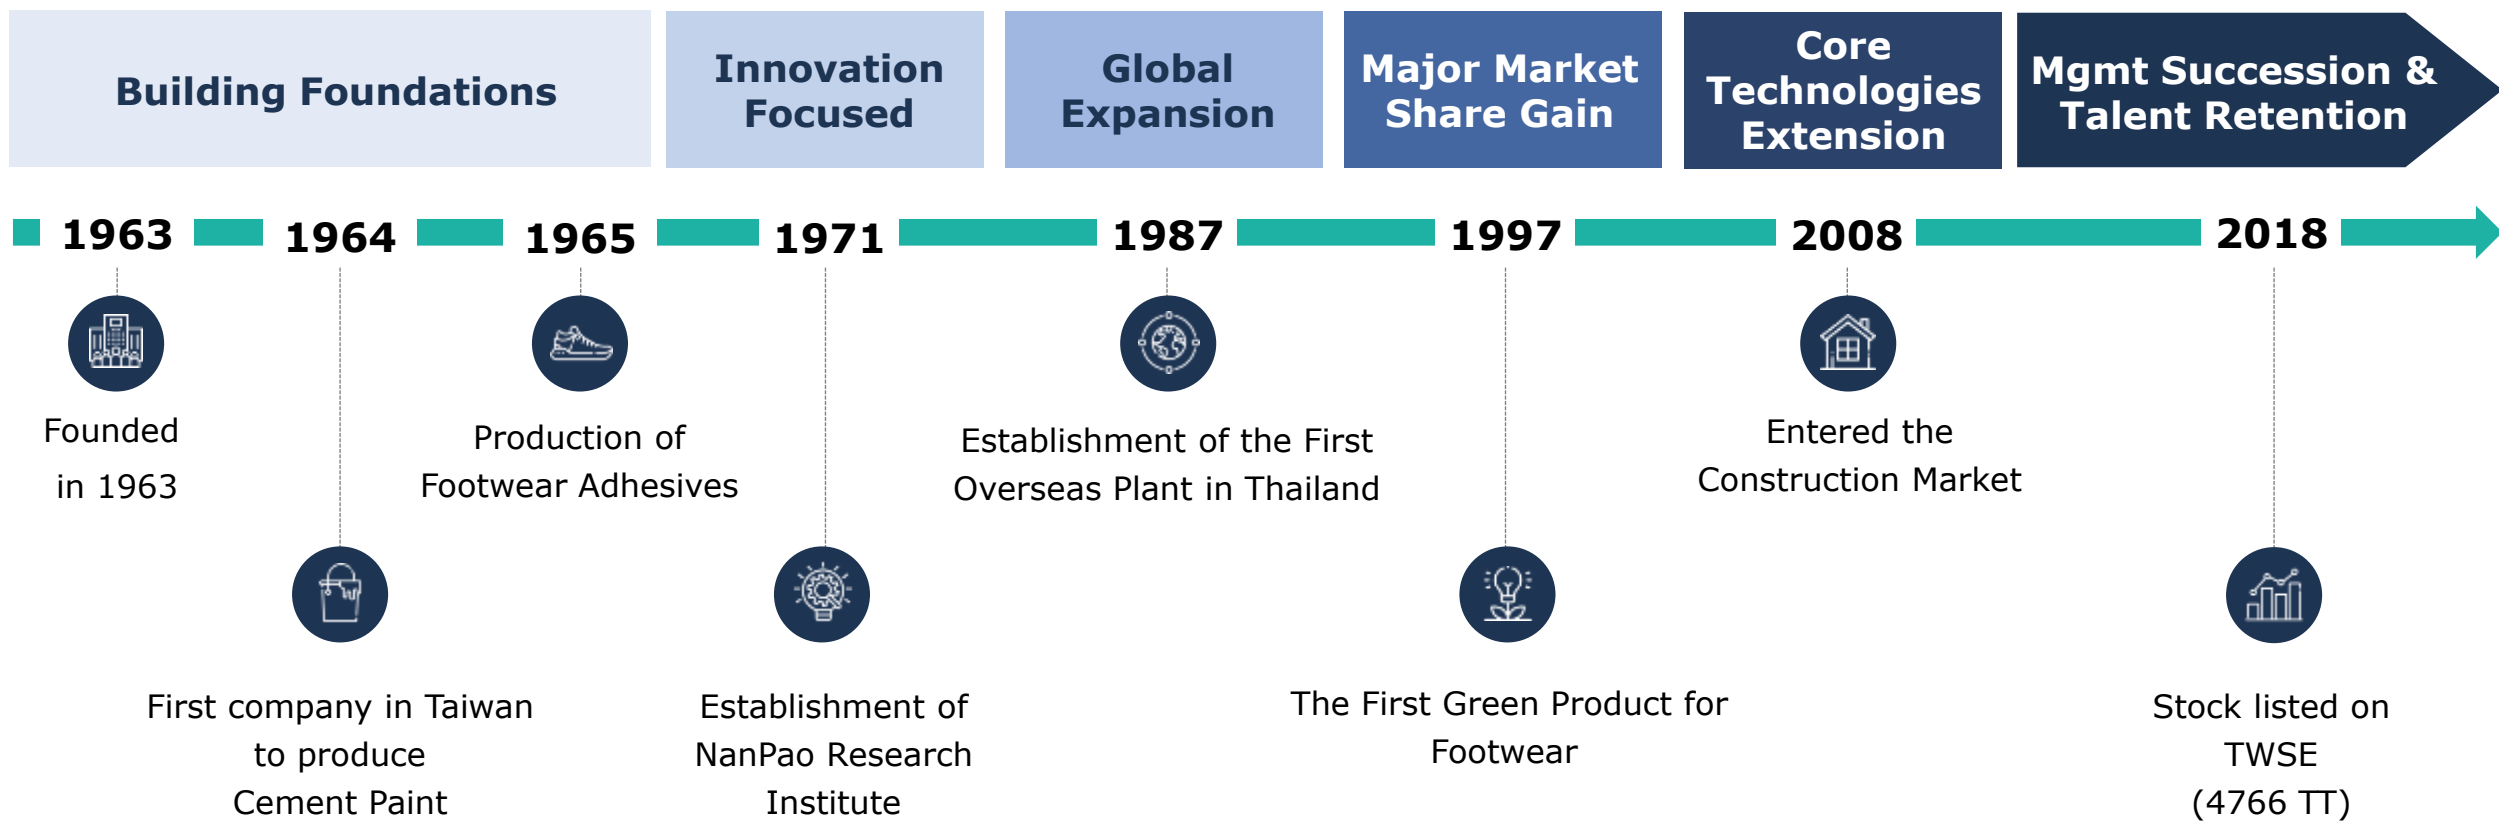 Building Foundations
Innovation
Focused
Global
Expansion
Major Market
Share Gain
Core
Technologies
Extension
Mgmt Succession &
Talent Retention
1963
1964
1965
1971
1987
1997
2008
2018
Founded
in 1963
First company in Taiwan
to produce
Cement Paint
Production of
Footwear Adhesives
Establishment of
NanPao Research
Institute
Establishment of the First
Overseas Plant in Thailand
The First Green Product for
Footwear
Entered the
Construction Market
Stock listed on
TWSE
(4766 TT)